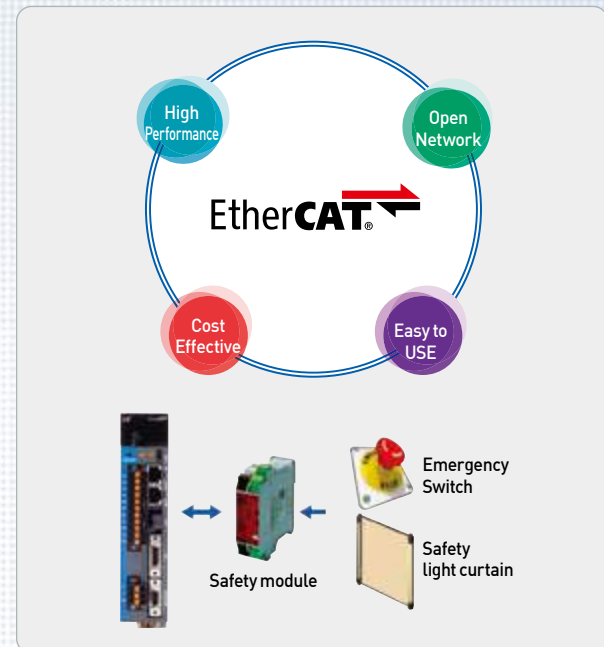 High
Performance
Open
Network
EtherCAT®
Cost
Effective
Easy to
USE
Emergency
Switch
Safety
light curtain
Safety module